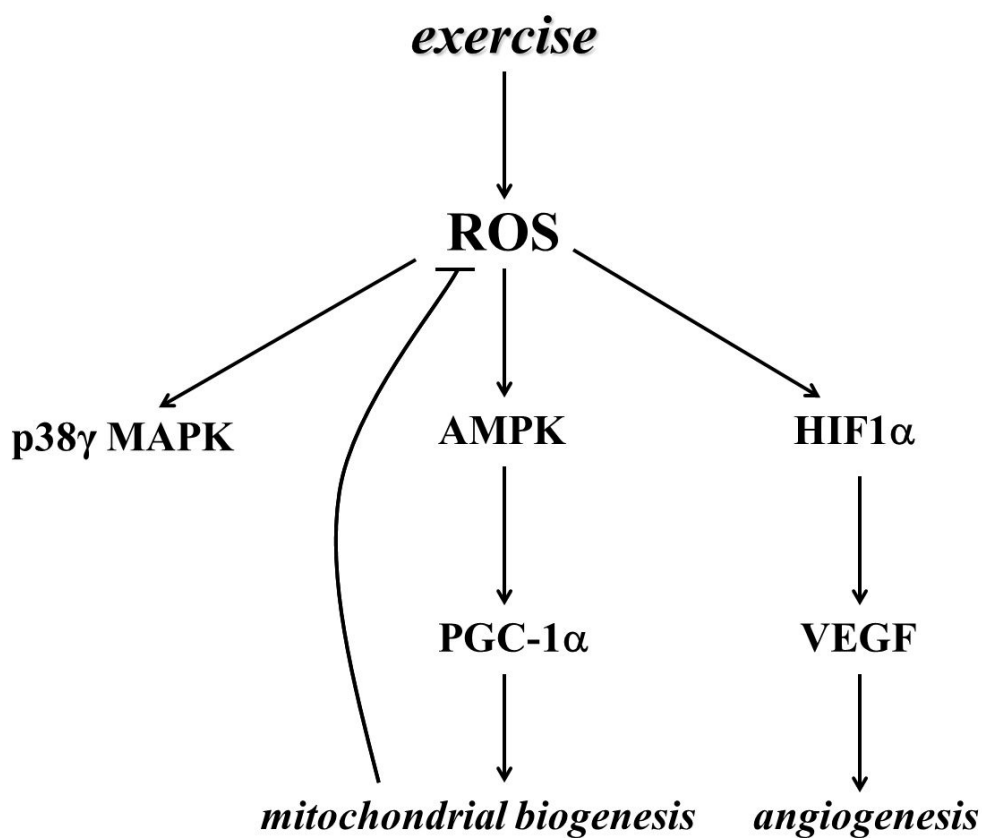 exercise
ROS
p38γ MAPK
AMPK
HIF1α
PGC-1α
VEGF
mitochondrial biogenesis
angiogenesis